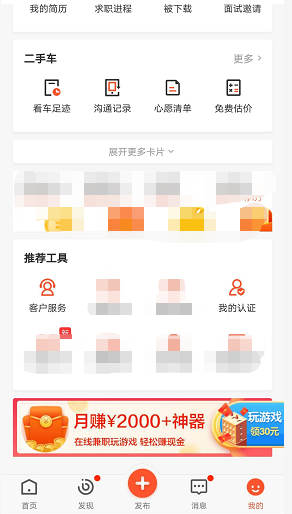 我的简历 求职进程 被下载 面试邀请
二手车 更多 >
看车足迹 沟通记录 心愿清单 免费估价
展开更多卡片
推荐工具
客户服务 我的认证
月赚¥2000+神器
在线兼职玩游戏 轻松赚现金
玩游戏
领30元
首页 发现 发布 消息 我的